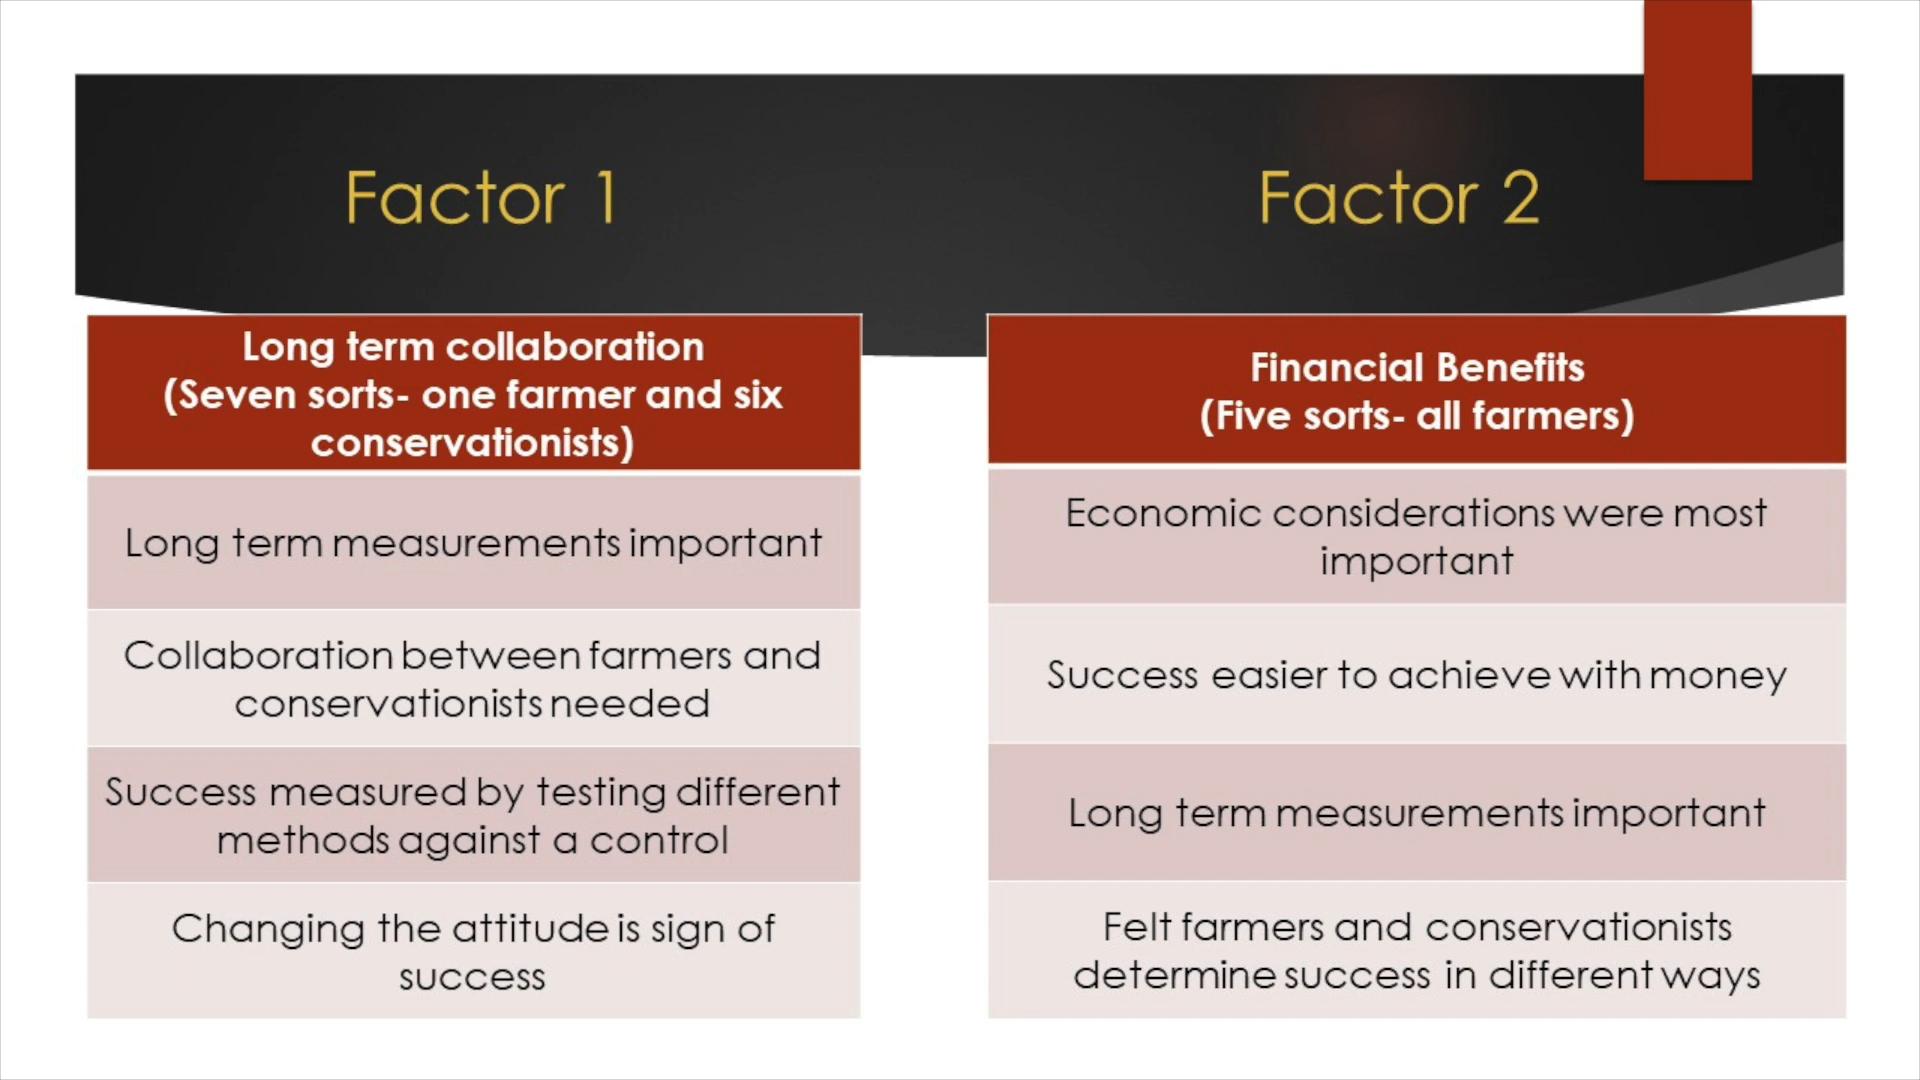 Factor 1
Long term collaboration
(Seven sorts- one farmer and six
conservationists)
Long term measurements important
Collaboration between farmers and
conservationists needed
Success measured by testing different
methods against a control
Changing the attitude is sign of
success
Factor 2
Financial Benefits
(Five sorts- all farmers)
Economic considerations were most
important
Success easier to achieve with money
Long term measurements important
Felt farmers and conservationists
determine success in different ways